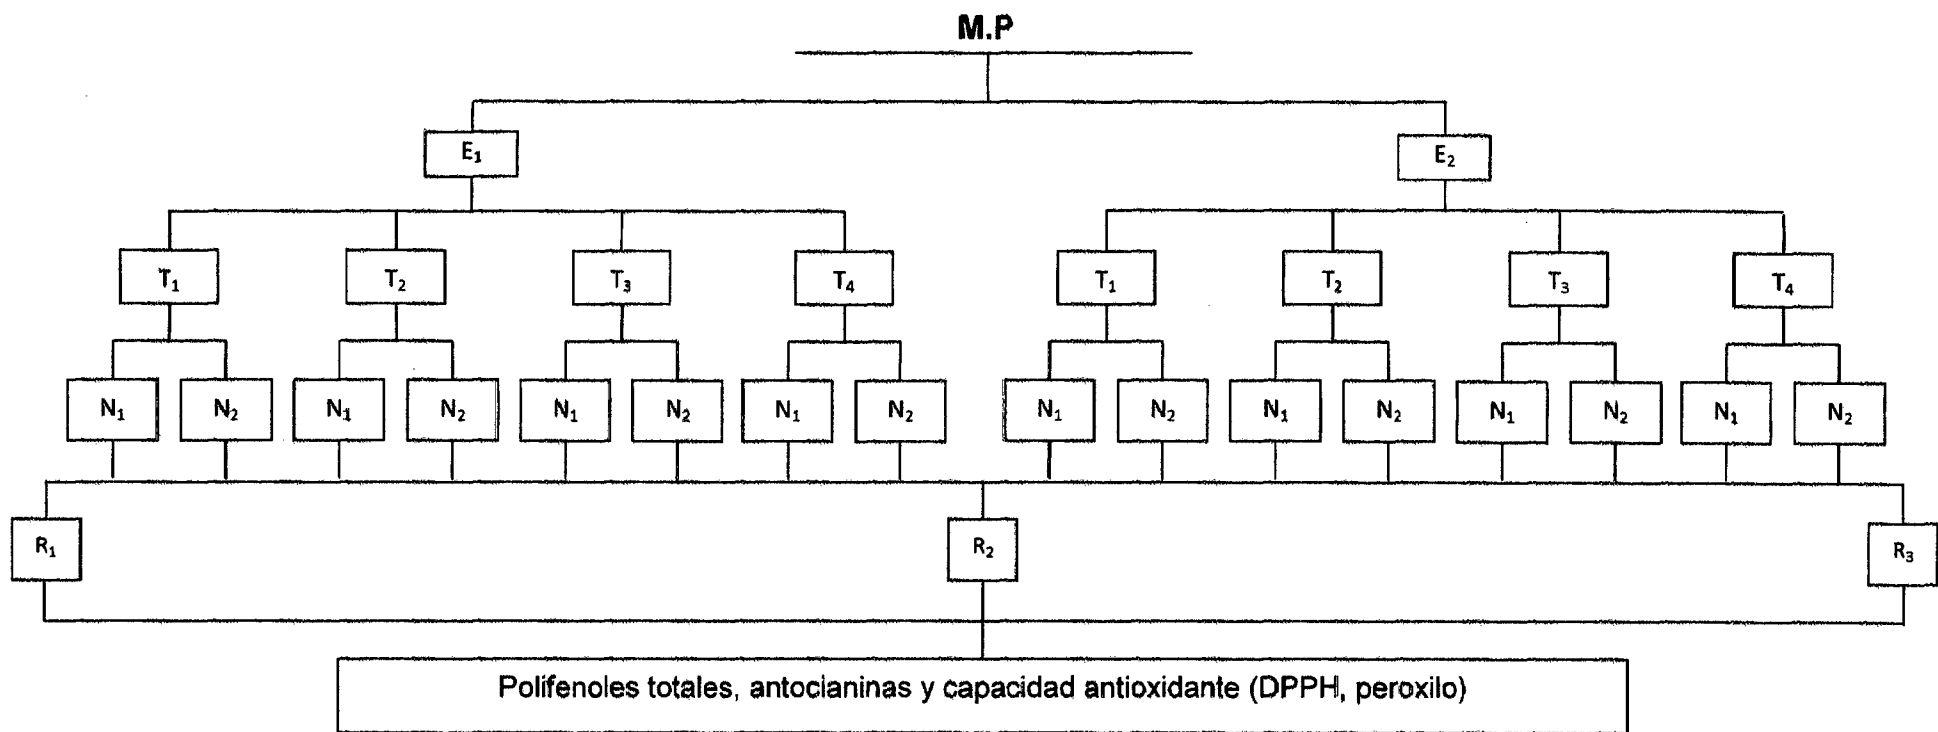 M.P
E₁ E₂
T₁ T₂ T₃ T₄ T₁ T₂ T₃ T₄
N₁ N₂ N₁ N₂ N₁ N₂ N₁ N₂ N₁ N₂ N₁ N₂ N₁ N₂ N₁ N₂
R₁ R₂ R₃
Polifenoles totales, antocianinas y capacidad antioxidante (DPPH, peroxilo)